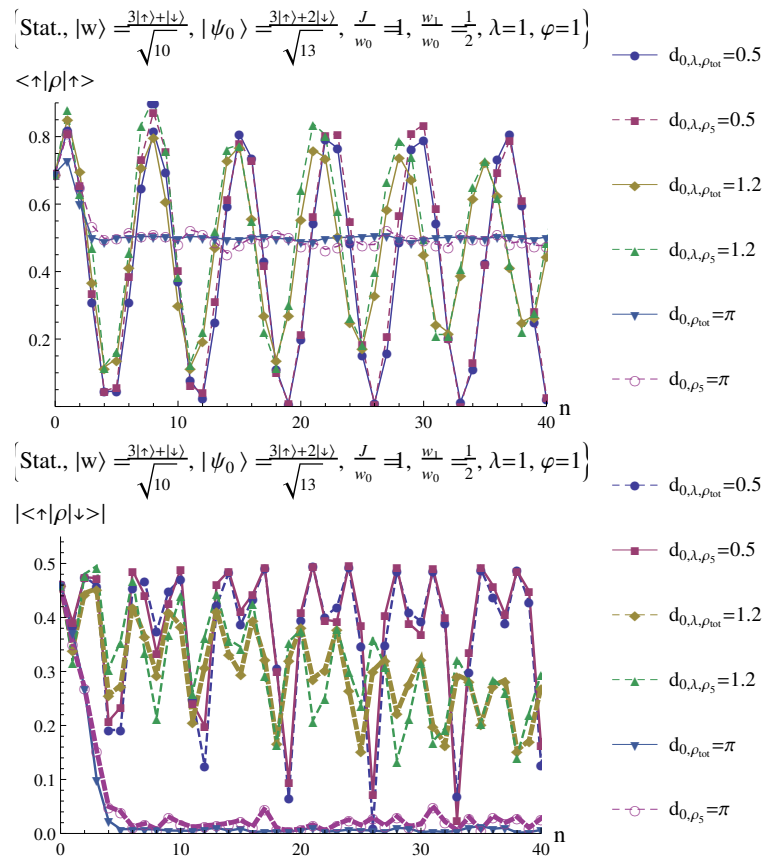 {Stat., |w⟩=(3|↑⟩+|↓⟩)/√10, |ψ₀⟩=(3|↑⟩+2|↓⟩)/√13, J/w₀=1, w₁/w₀=1/2, λ=1, φ=1}
<↑|ρ|↑>
0.8
0.6
0.4
0.2
0 10 20 30 40 n
d₀,λ,ρtot=0.5
d₀,λ,ρ₅=0.5
d₀,λ,ρtot=1.2
d₀,λ,ρ₅=1.2
d₀,ρtot=π
d₀,ρ₅=π
{Stat., |w⟩=(3|↑⟩+|↓⟩)/√10, |ψ₀⟩=(3|↑⟩+2|↓⟩)/√13, J/w₀=1, w₁/w₀=1/2, λ=1, φ=1}
|<↑|ρ|↓>|
0.5
0.4
0.3
0.2
0.1
0.0
0 10 20 30 40 n
d₀,λ,ρtot=0.5
d₀,λ,ρ₅=0.5
d₀,λ,ρtot=1.2
d₀,λ,ρ₅=1.2
d₀,ρtot=π
d₀,ρ₅=π